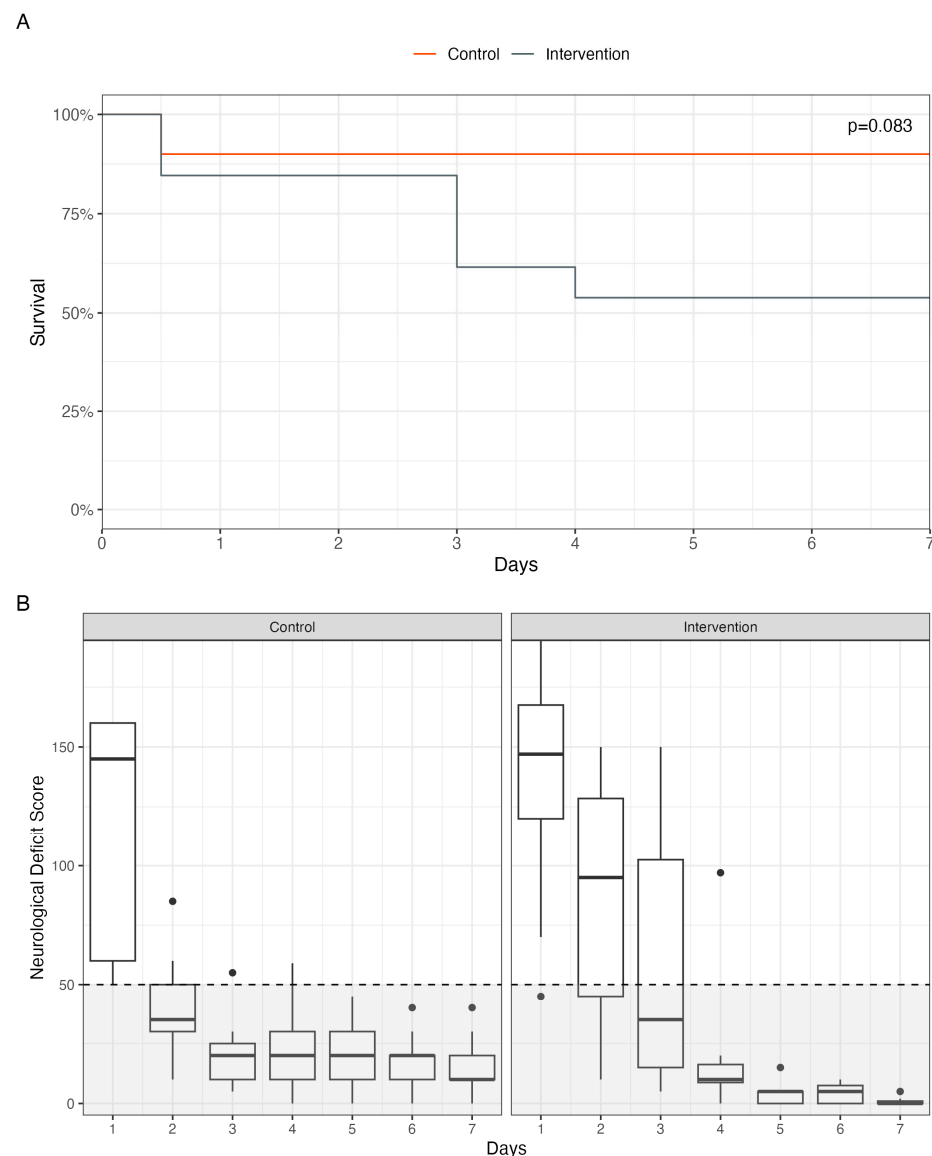 A
Control Intervention
100%
p=0.083
75%
50%
25%
0%
Survival
0 1 2 3 4 5 6 7
Days
B
Control Intervention
150
100
50
0
Neurological Deficit Score
1 2 3 4 5 6 7 1 2 3 4 5 6 7
Days